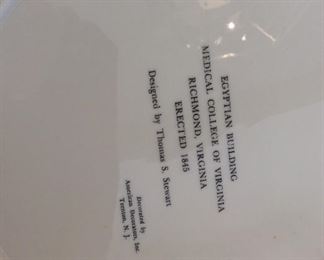 EGYPTIAN BUILDING
MEDICAL COLLEGE OF VIRGINIA
RICHMOND, VIRGINIA
ERECTED 1845
Designed by Thomas S. Stewart
Decorated by
American Decorators, Inc.
Trenton, N. J.